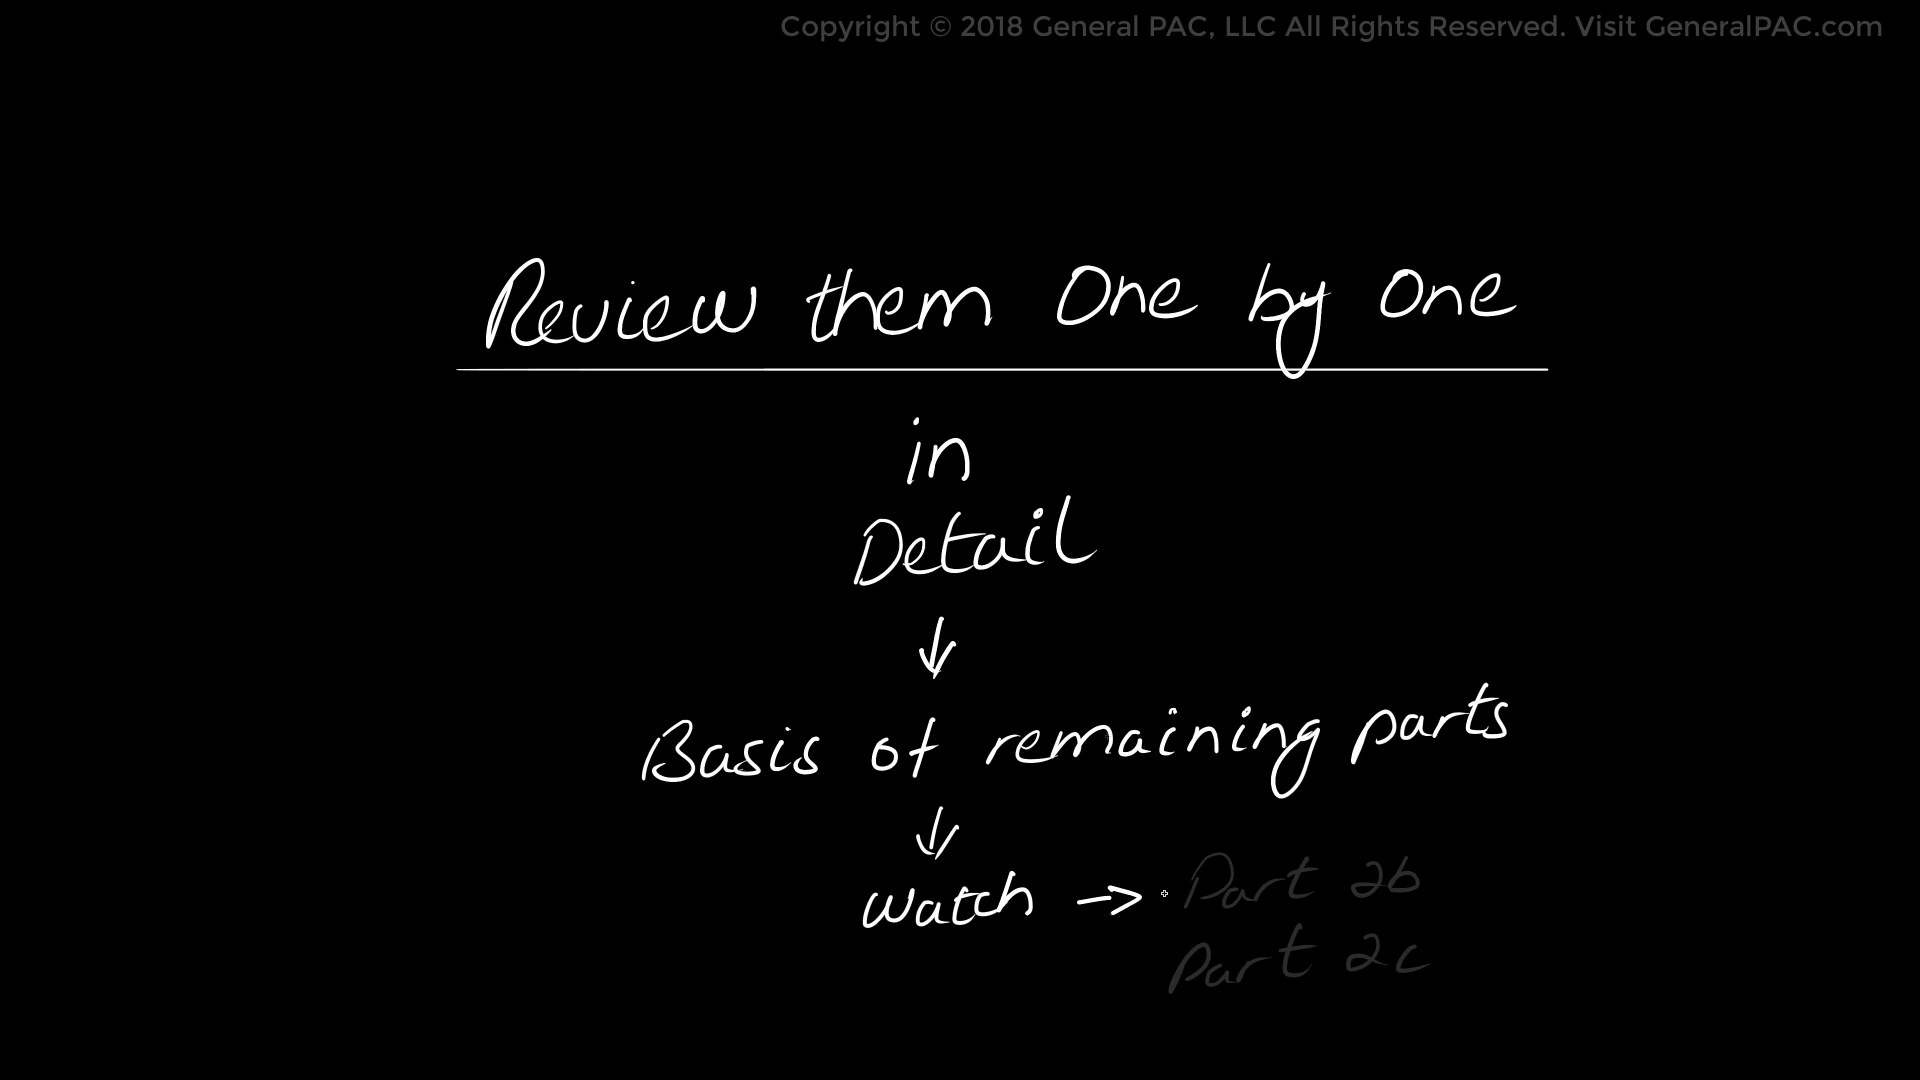 Copyright © 2018 General PAC, LLC All Rights Reserved. Visit GeneralPAC.com
Review them One by One
in
Detail
↓
Basis of remaining parts
↓
Watch → Part 2b
Part 2c